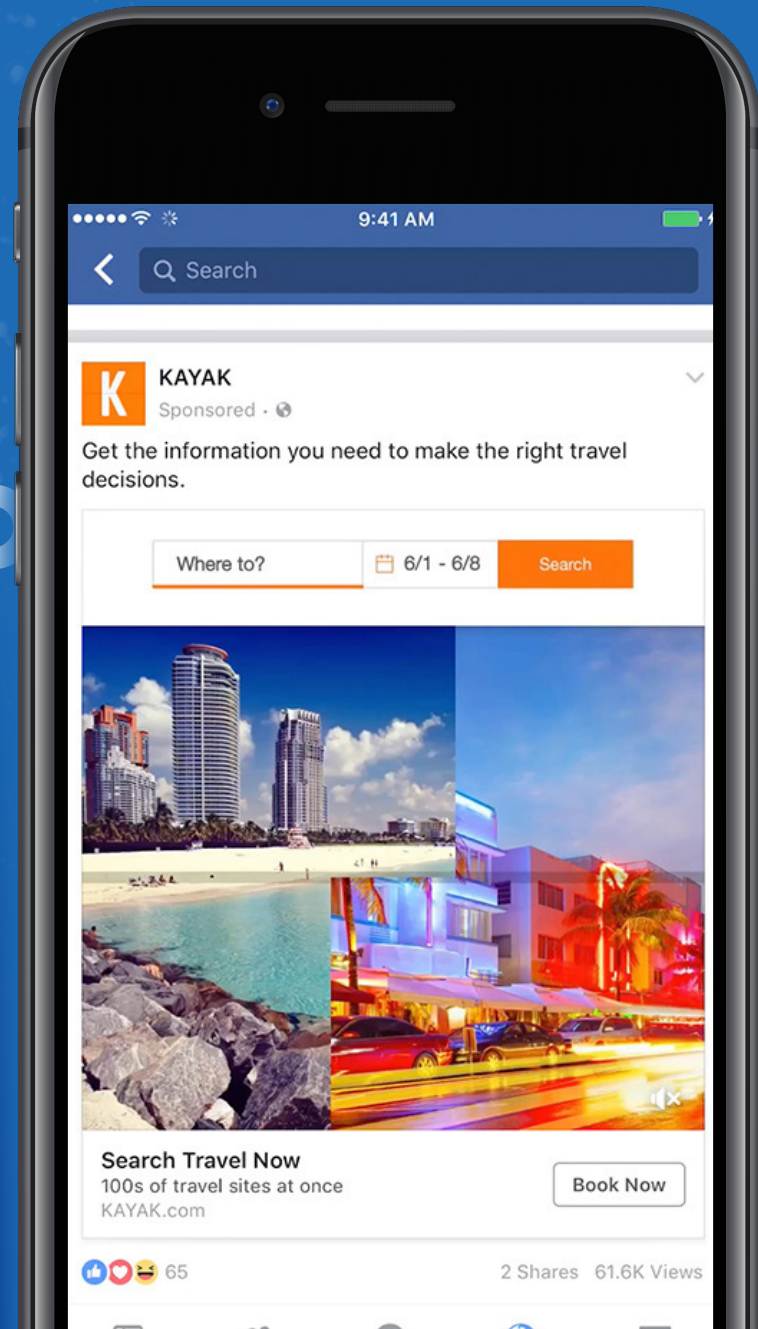 9:41 AM
Search
K
KAYAK
Sponsored ·
Get the information you need to make the right travel
decisions.
Where to? 6/1 - 6/8 Search
Search Travel Now
100s of travel sites at once
Book Now
KAYAK.com
65 2 Shares 61.6K Views